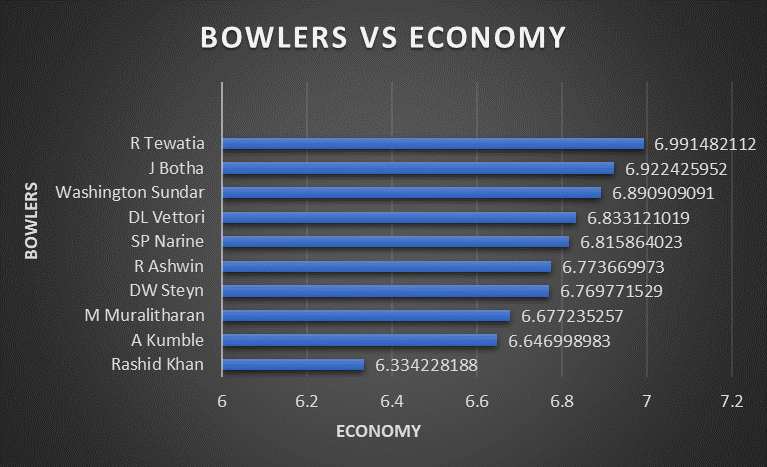 BOWLERS VS ECONOMY
BOWLERS
R Tewatia 6.991482112
J Botha 6.922425952
Washington Sundar 6.890909091
DL Vettori 6.833121019
SP Narine 6.815864023
R Ashwin 6.773669973
DW Steyn 6.769771529
M Muralitharan 6.677235257
A Kumble 6.646998983
Rashid Khan 6.334228188
6 6.2 6.4 6.6 6.8 7 7.2
ECONOMY